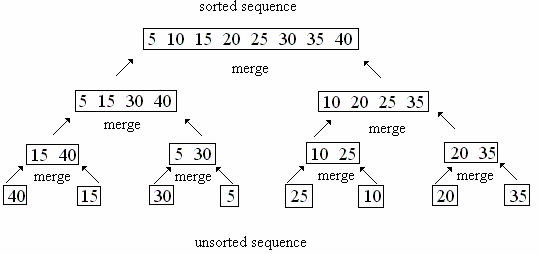 sorted sequence
5 10 15 20 25 30 35 40
merge
5 15 30 40
10 20 25 35
merge
merge
15 40
5 30
10 25
20 35
merge
merge
merge
merge
40
15
30
5
25
10
20
35
unsorted sequence